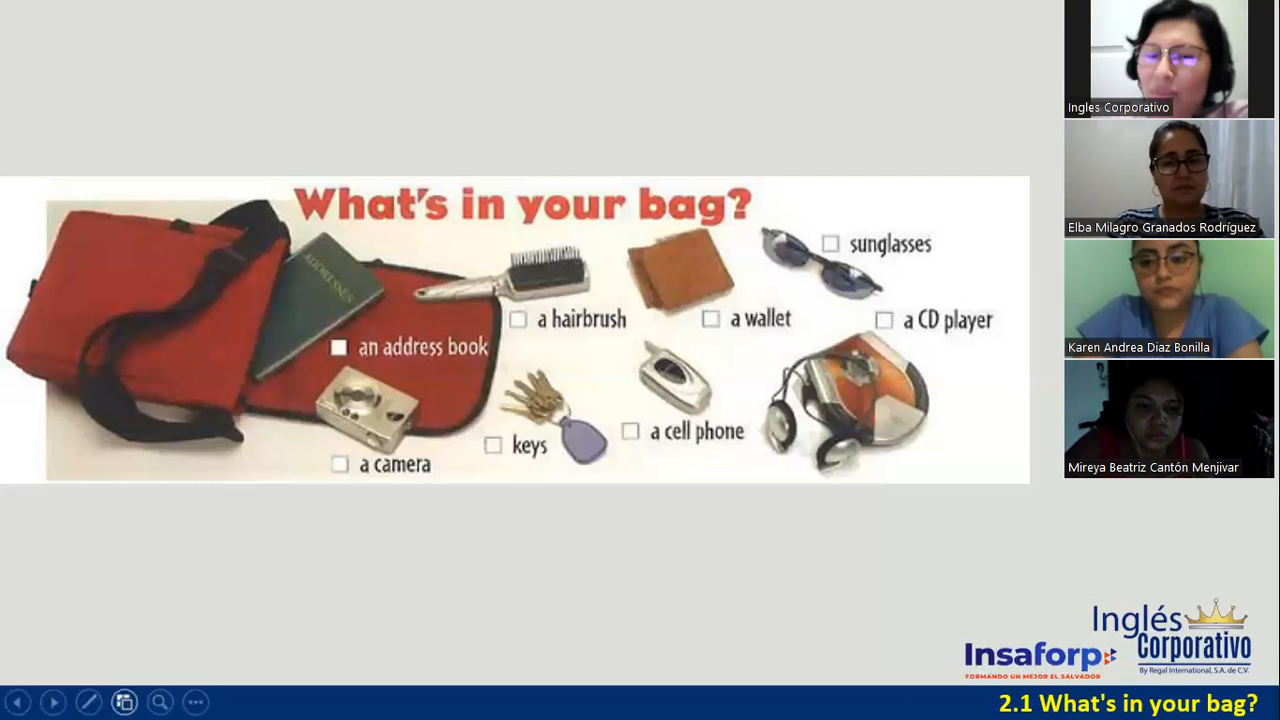 What's in your bag?
ADDRESSES
sunglasses
a hairbrush
a wallet
a CD player
an address book
a cell phone
keys
a camera
Ingles Corporativo
Elba Milagro Granados Rodríguez
Karen Andrea Diaz Bonilla
Mireya Beatriz Cantón Menjivar
Inglés
Corporativo
By Regal International, S.A. de C.V.
Insaforp
FORMANDO UN MEJOR EL SALVADOR
2.1 What's in your bag?